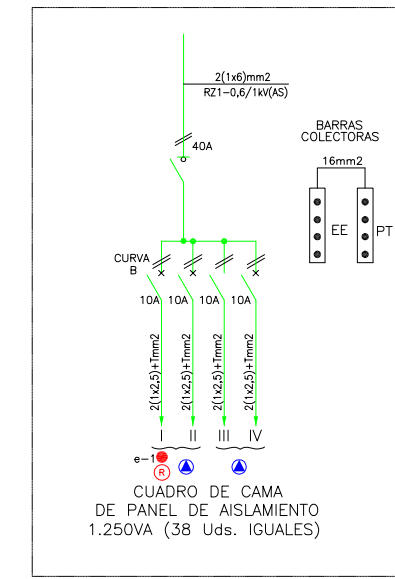 2(1x6)mm2
RZ1-0,6/1kV(AS)
40A
BARRAS
COLECTORAS
16mm2
EE
PT
CURVA
B
10A 10A 10A 10A
2(1x2,5)+Tmm2
2(1x2,5)+Tmm2
2(1x2,5)+Tmm2
2(1x2,5)+Tmm2
I II III IV
e-1
R
CUADRO DE CAMA
DE PANEL DE AISLAMIENTO
1.250VA (38 Uds. IGUALES)